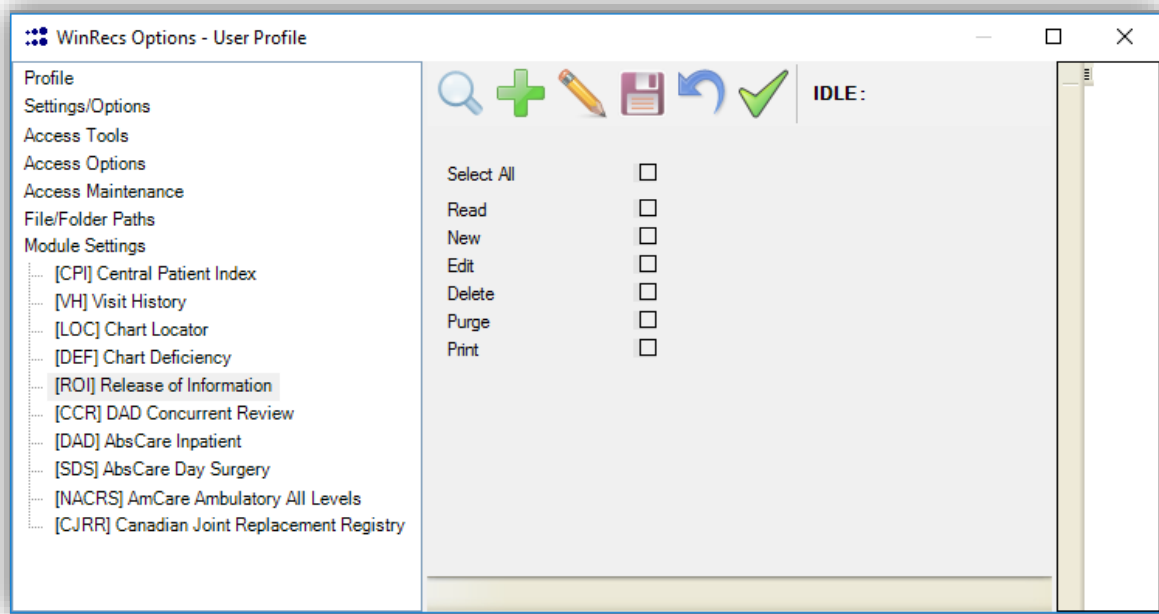 WinRecs Options - User Profile
Profile
Settings/Options
Access Tools
Access Options
Access Maintenance
File/Folder Paths
Module Settings
[CPI] Central Patient Index
[VH] Visit History
[LOC] Chart Locator
[DEF] Chart Deficiency
[ROI] Release of Information
[CCR] DAD Concurrent Review
[DAD] AbsCare Inpatient
[SDS] AbsCare Day Surgery
[NACRS] AmCare Ambulatory All Levels
[CJRR] Canadian Joint Replacement Registry
IDLE:
Select All
Read
New
Edit
Delete
Purge
Print